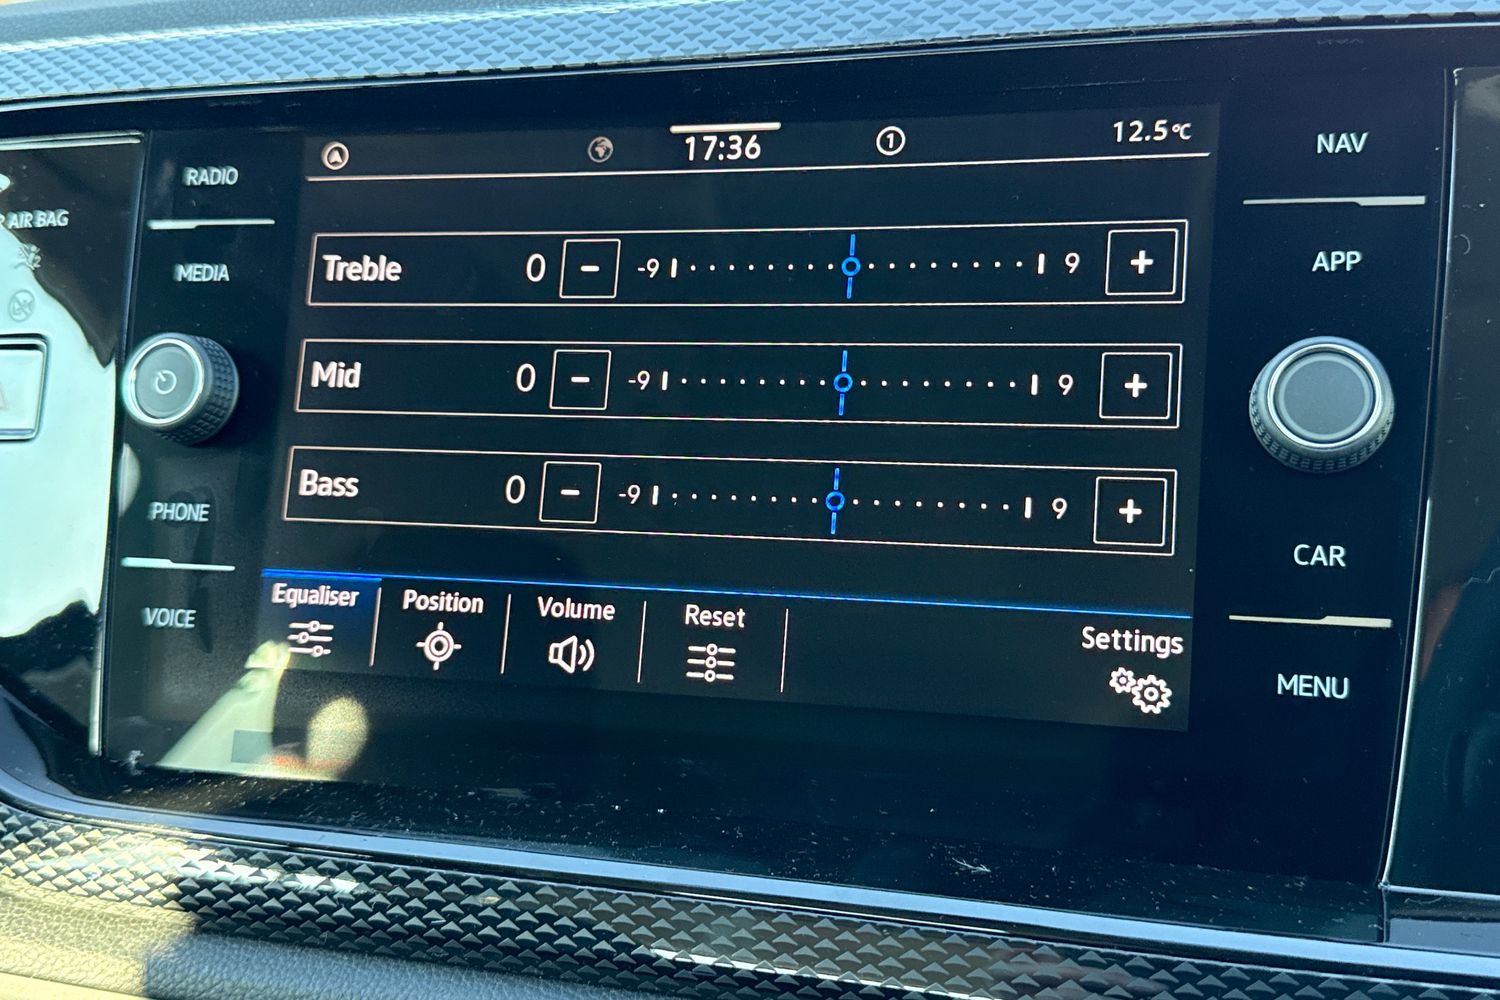 17:36
1
12.5°C
RADIO
MEDIA
PHONE
VOICE
AIR BAG
Treble 0 - -9 9 +
Mid 0 - -9 9 +
Bass 0 - -9 9 +
Equaliser
Position
Volume
Reset
Settings
NAV
APP
CAR
MENU